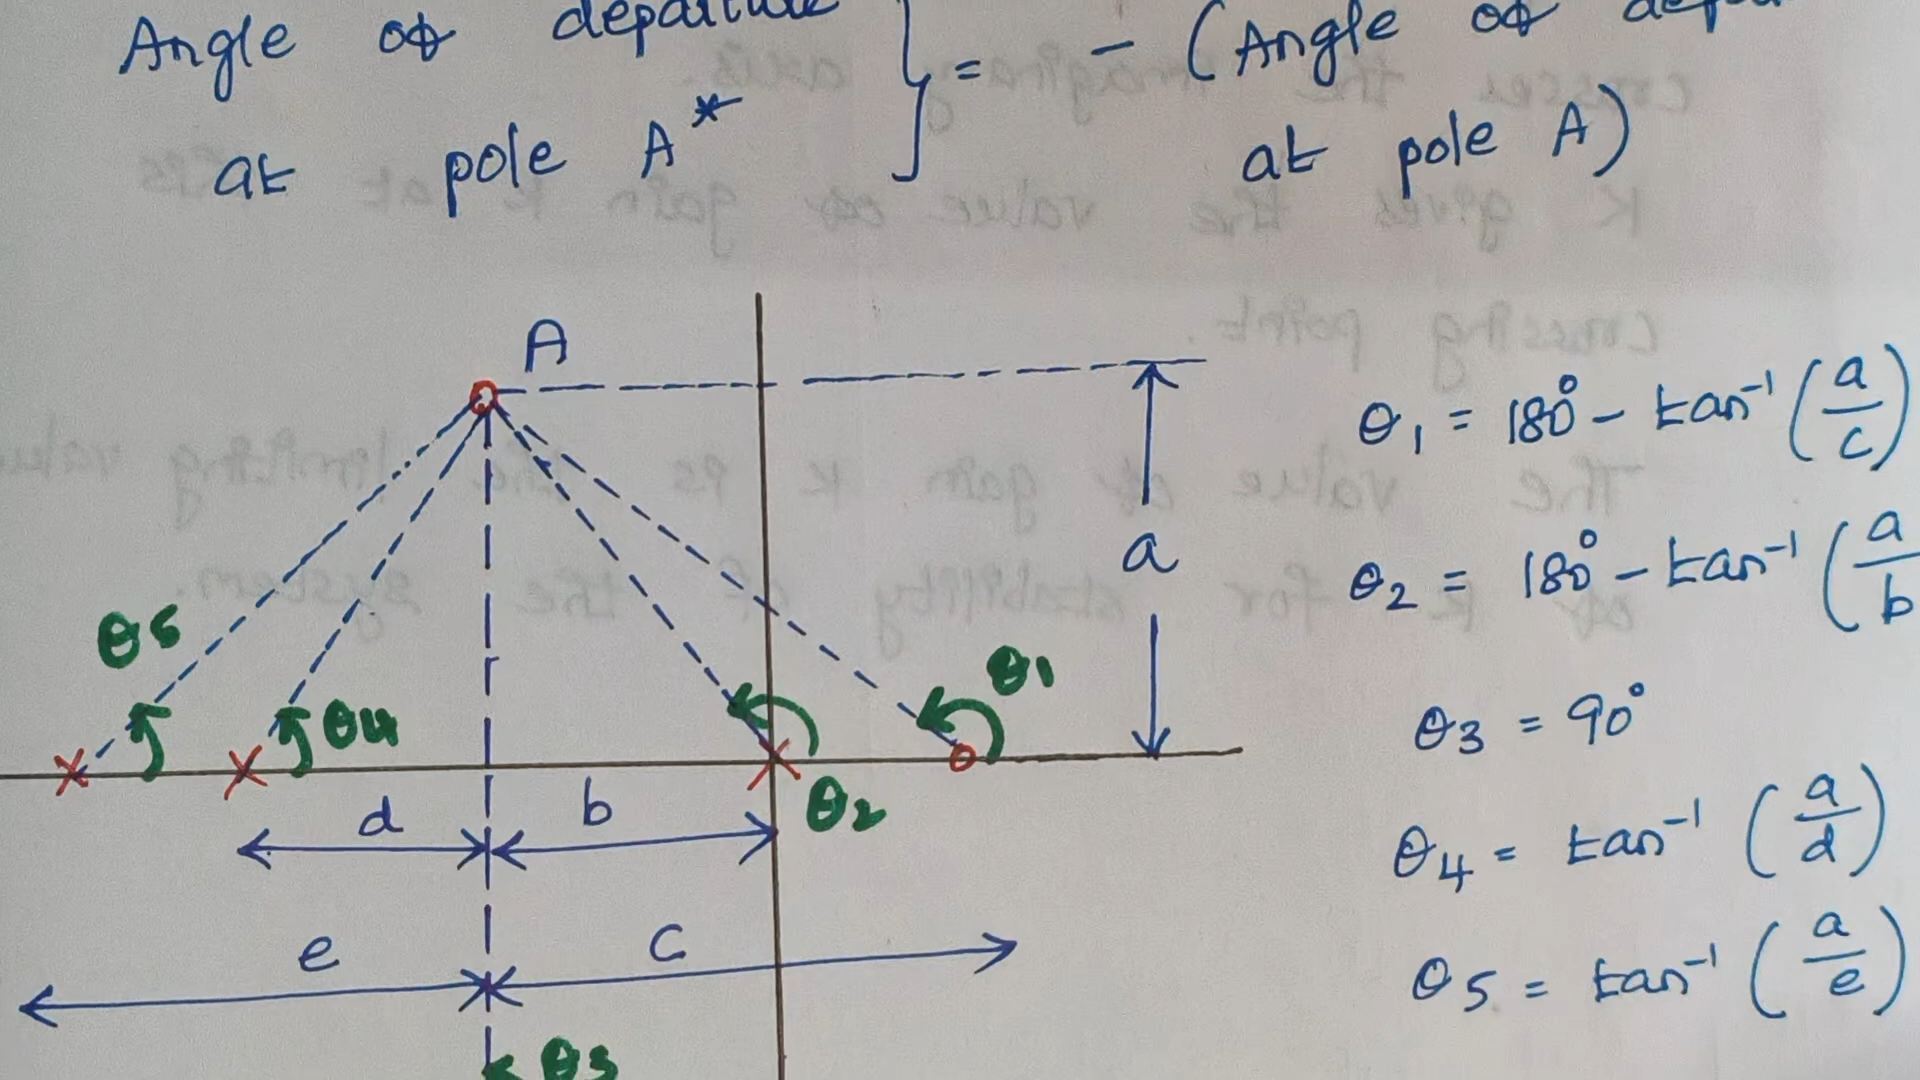 Angle of departure } = - (Angle of
at pole A* at pole A)
A
a
θ1 = 180° - tan⁻¹ (a/c)
θ2 = 180° - tan⁻¹ (a/b
θ3 = 90°
θ4 = tan⁻¹ (a/d)
θ5 = tan⁻¹ (a/e)
θ5
θ4
θ1
θ2
d
b
e
c
θ3